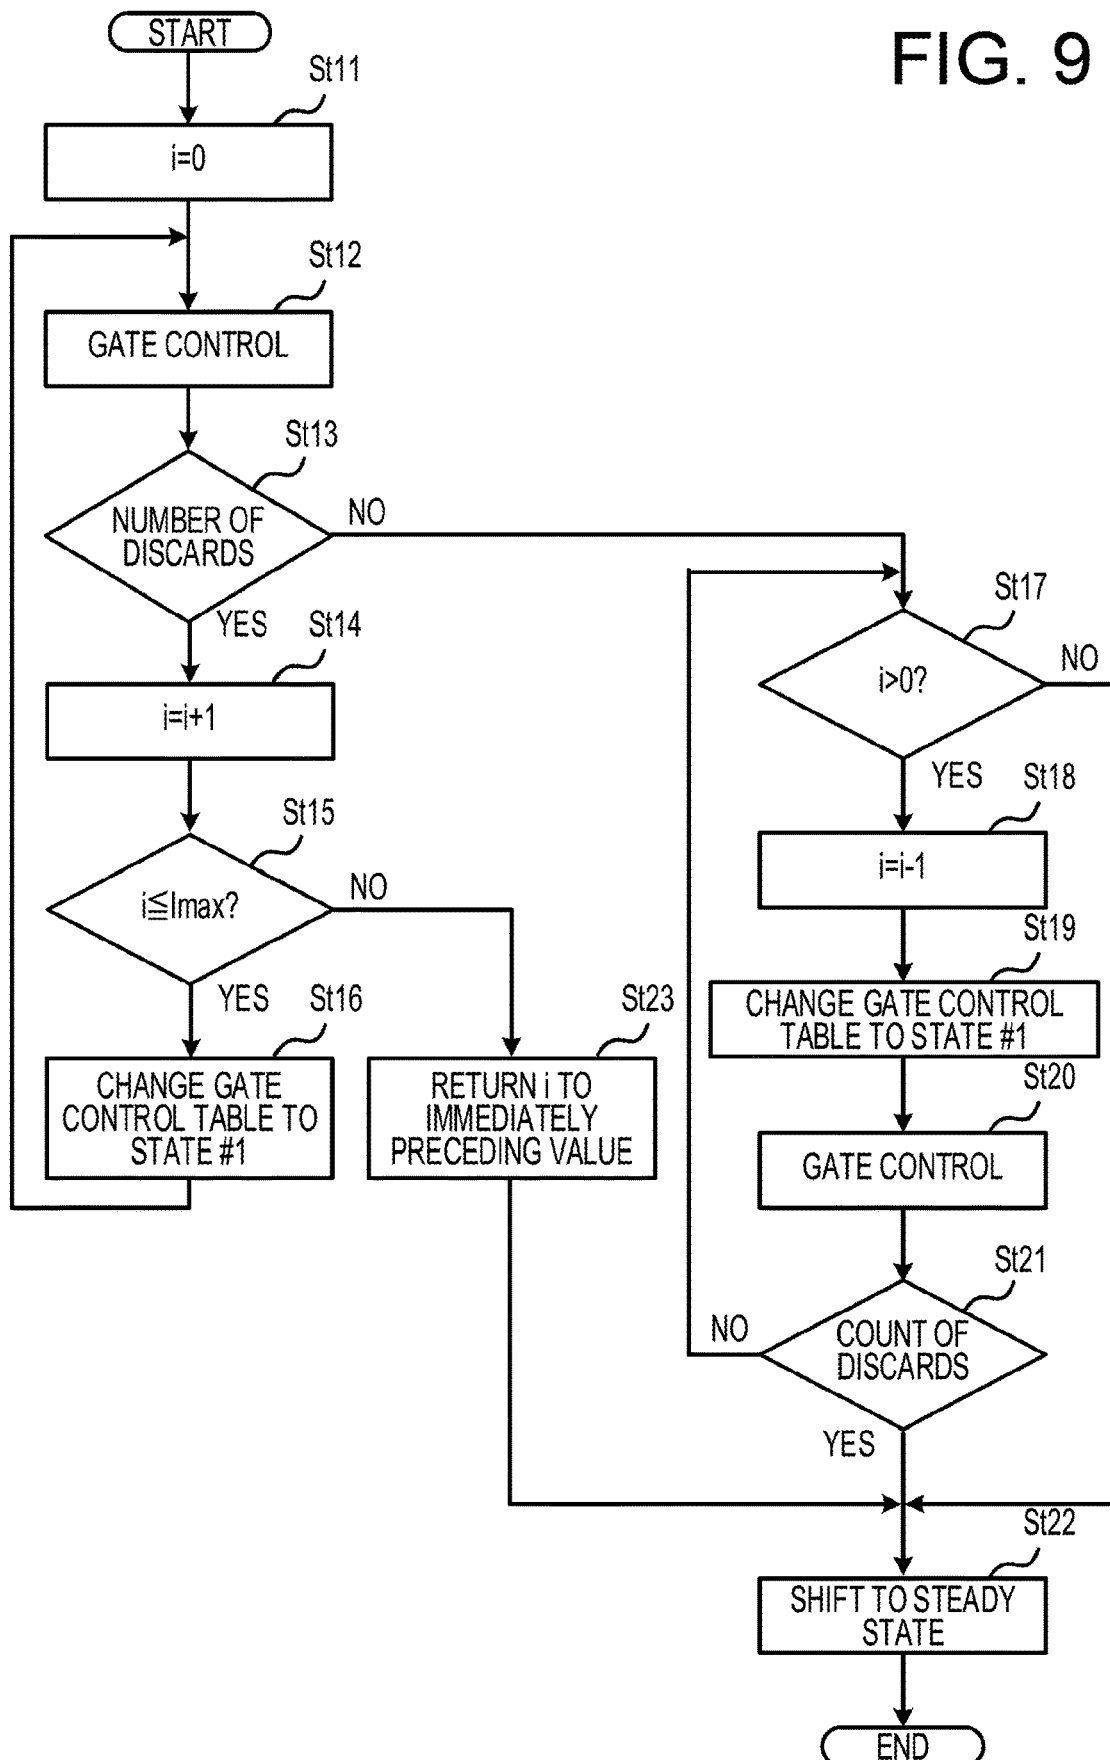 START
FIG. 9
St11
i=0
St12
GATE CONTROL
St13
NUMBER OF
DISCARDS
NO
YES
St14
i=i+1
St15
i≦Imax?
NO
YES
St16
CHANGE GATE
CONTROL TABLE TO
STATE #1
St23
RETURN i TO
IMMEDIATELY
PRECEDING VALUE
St17
i>0?
NO
YES
St18
i=i-1
St19
CHANGE GATE CONTROL
TABLE TO STATE #1
St20
GATE CONTROL
St21
COUNT OF
DISCARDS
NO
YES
St22
SHIFT TO STEADY
STATE
END